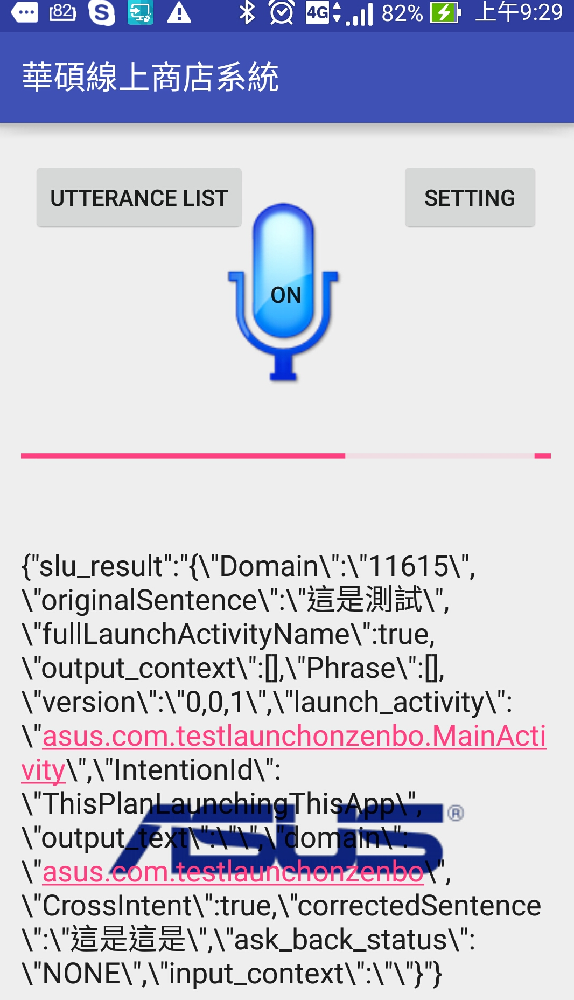 82 S 4G 82% 上午9:29
華碩線上商店系統
UTTERANCE LIST SETTING
ON
{"slu_result":"{\"Domain\":\"11615\",
\"originalSentence\":\"這是測試\",
\"fullLaunchActivityName\":true,
\"output_context\":[],\"Phrase\":[],
\"version\":\"0,0,1\",\"launch_activity\":
\"asus.com.testlaunchonzenbo.MainActi
vity\",\"IntentionId\":
\"ThisPlanLaunchingThisApp\",
ASUS®
\"output_text\":\"\",\"domain\":
\"asus.com.testlaunchonzenbo\",
\"CrossIntent\":true,\"correctedSentence
\":\"這是這是\",\"ask_back_status\":
\"NONE\",\"input_context\":\"\"}"}